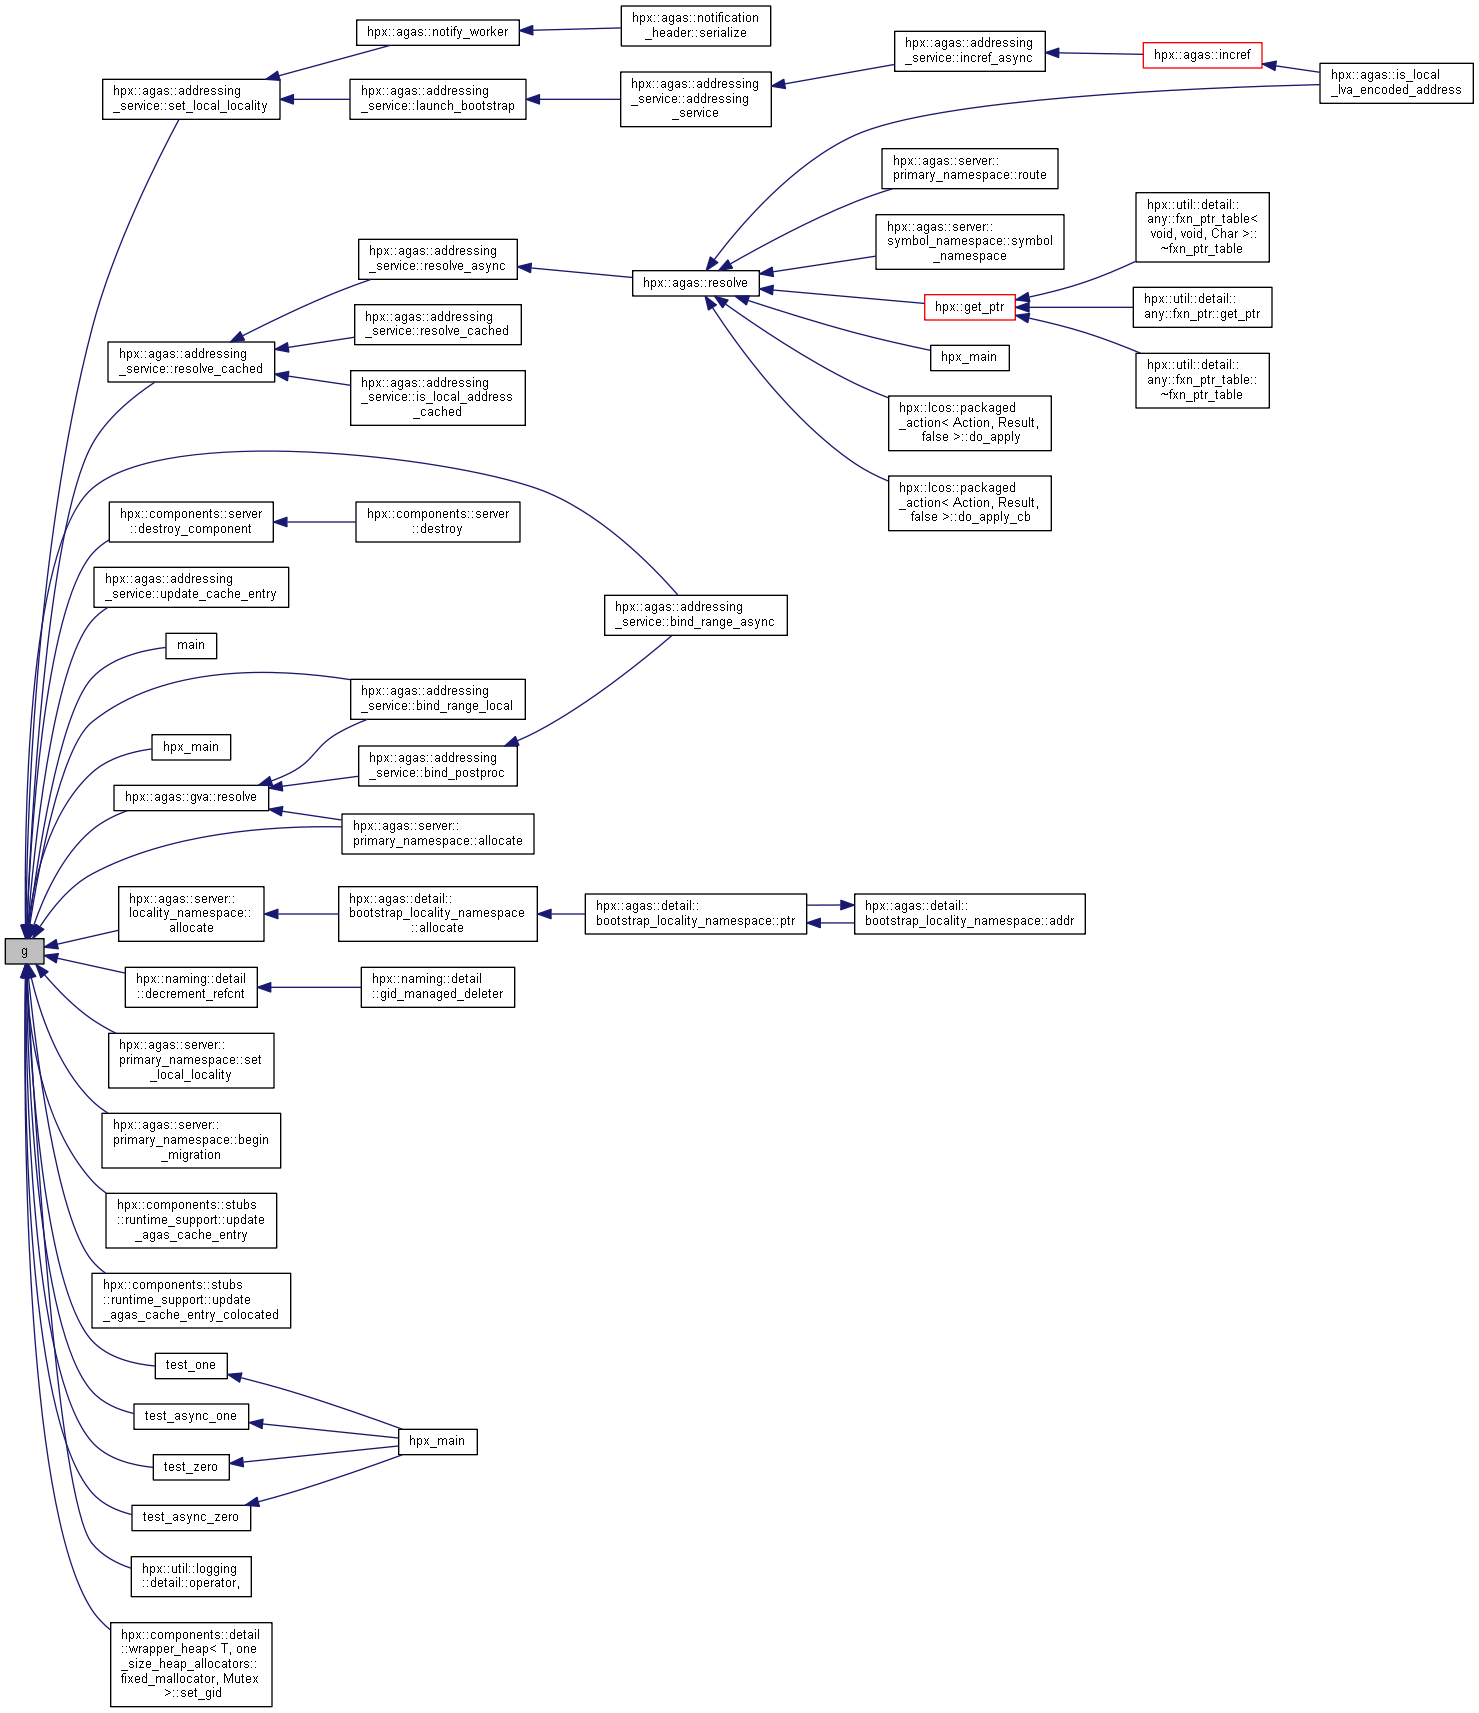 hpx::agas::notification
_header::serialize
hpx::agas::notify_worker
hpx::agas::addressing
_service::incref_async
hpx::agas::incref
hpx::agas::is_local
_lva_encoded_address
hpx::agas::addressing
_service::set_local_locality
hpx::agas::addressing
_service::launch_bootstrap
hpx::agas::addressing
_service::addressing
_service
hpx::agas::server::
primary_namespace::route
hpx::util::detail::
any::fxn_ptr_table<
void, void, Char >::
~fxn_ptr_table
hpx::agas::server::
symbol_namespace::symbol
_namespace
hpx::agas::addressing
_service::resolve_async
hpx::agas::resolve
hpx::get_ptr
hpx::util::detail::
any::fxn_ptr::get_ptr
hpx::agas::addressing
_service::resolve_cached
hpx::agas::addressing
_service::resolve_cached
hpx_main
hpx::util::detail::
any::fxn_ptr_table::
~fxn_ptr_table
hpx::agas::addressing
_service::is_local_address
_cached
hpx::lcos::packaged
_action< Action, Result,
false >::do_apply
hpx::lcos::packaged
_action< Action, Result,
false >::do_apply_cb
hpx::components::server
::destroy_component
hpx::components::server
::destroy
hpx::agas::addressing
_service::update_cache_entry
hpx::agas::addressing
_service::bind_range_async
main
hpx::agas::addressing
_service::bind_range_local
hpx_main
hpx::agas::addressing
_service::bind_postproc
hpx::agas::gva::resolve
hpx::agas::server::
primary_namespace::allocate
hpx::agas::server::
locality_namespace::
allocate
hpx::agas::detail::
bootstrap_locality_namespace
::allocate
hpx::agas::detail::
bootstrap_locality_namespace::ptr
hpx::agas::detail::
bootstrap_locality_namespace::addr
g
hpx::naming::detail
::decrement_refcnt
hpx::naming::detail
::gid_managed_deleter
hpx::agas::server::
primary_namespace::set
_local_locality
hpx::agas::server::
primary_namespace::begin
_migration
hpx::components::stubs
::runtime_support::update
_agas_cache_entry
hpx::components::stubs
::runtime_support::update
_agas_cache_entry_colocated
test_one
test_async_one
hpx_main
test_zero
test_async_zero
hpx::util::logging
::detail::operator,
hpx::components::detail
::wrapper_heap< T, one
_size_heap_allocators::
fixed_mallocator, Mutex
>::set_gid